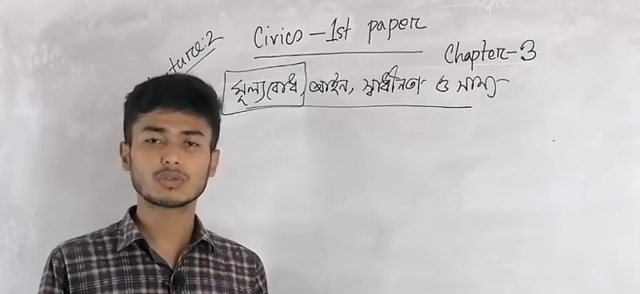 Lecture:2
Civics - 1st paper
Chapter-3
মূল্যবোধ, আইন, স্বাধীনতা ও সাম্য